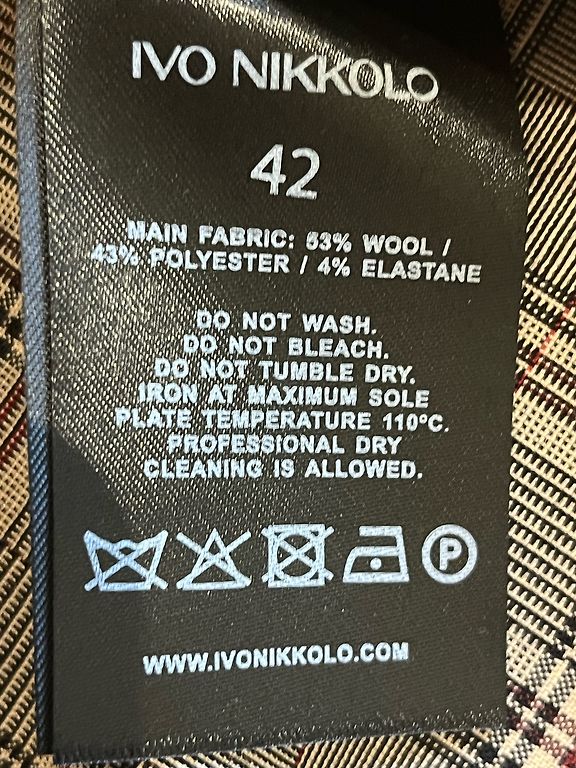 IVO NIKKOLO
42
MAIN FABRIC: 53% WOOL /
43% POLYESTER / 4% ELASTANE
DO NOT WASH.
DO NOT BLEACH.
DO NOT TUMBLE DRY.
IRON AT MAXIMUM SOLE
PLATE TEMPERATURE 110°C.
PROFESSIONAL DRY
CLEANING IS ALLOWED.
P
WWW.IVONIKKOLO.COM